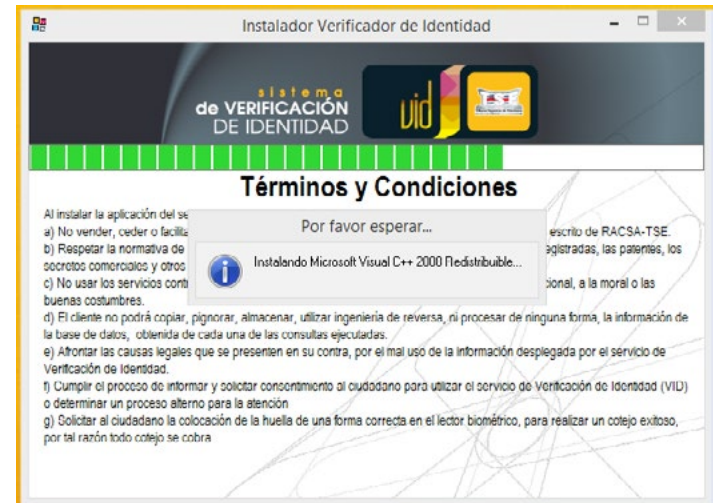 Instalador Verificador de Identidad
sistema
de VERIFICACIÓN
DE IDENTIDAD
vid
TSE
Términos y Condiciones
Al instalar la aplicación del se
a) No vender, ceder o facilita
escrito de RACSA-TSE.
b) Respetar la normativa de
egistradas, las patentes, los
secretos comerciales y otros
c) No usar los servicios cont
cional, a la moral o las
buenas costumbres.
Por favor esperar...
Instalando Microsoft Visual C++ 2000 Redistribuible...
d) El cliente no podrá copiar, pignorar, almacenar, utilizar ingeniería de reversa, ni procesar de ninguna forma, la información de
la base de datos, obtenida de cada una de las consultas ejecutadas.
e) Afrontar las causas legales que se presenten en su contra, por el mal uso de la información desplegada por el servicio de
Verificación de Identidad.
f) Cumplir el proceso de informar y solicitar consentimiento al ciudadano para utilizar el servicio de Verificación de Identidad (VID)
o determinar un proceso alterno para la atención
g) Solicitar al ciudadano la colocación de la huella de una forma correcta en el lector biométrico, para realizar un cotejo exitoso,
por tal razón todo cotejo se cobra